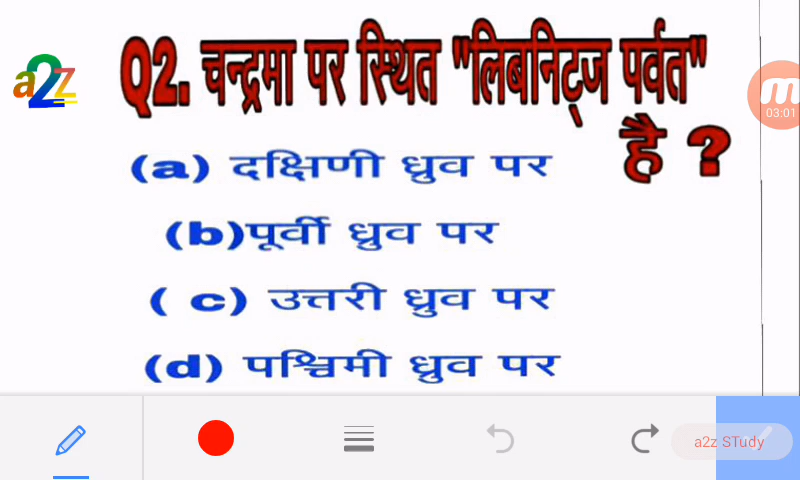 a2z
Q2. चन्द्रमा पर स्थित "लिबनिट्ज पर्वत"
है ?
(a) दक्षिणी ध्रुव पर
(b)पूर्वी ध्रुव पर
( c) उत्तरी ध्रुव पर
(d) पश्चिमी ध्रुव पर
03:01
a2z STudy